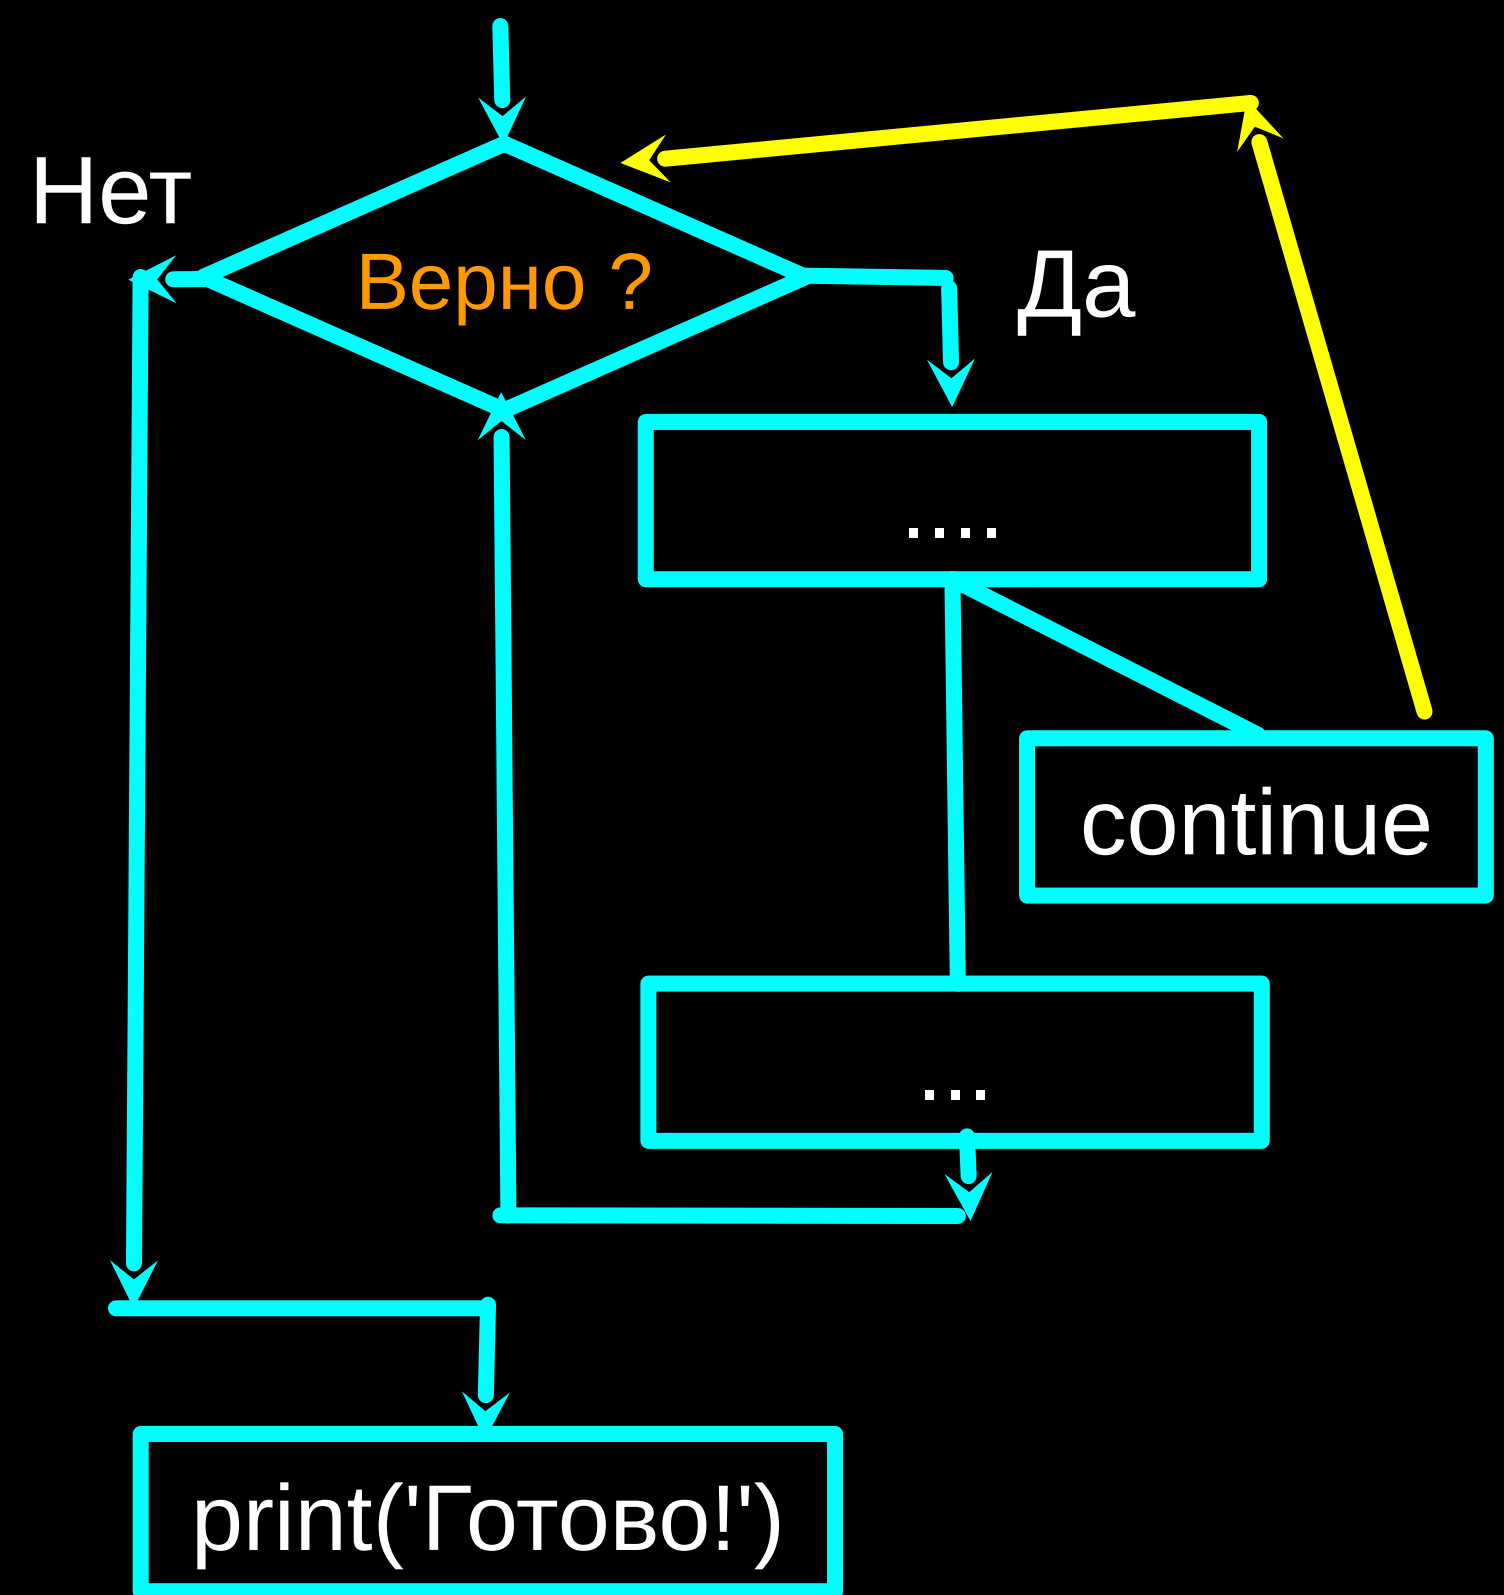 Нет
Верно ?
Да
....
continue
...
print('Готово!')